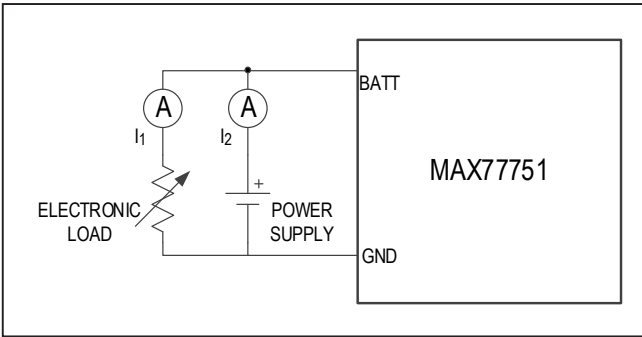 BATT
A
A
I1
I2
MAX77751
+
ELECTRONIC
LOAD
POWER
SUPPLY
GND